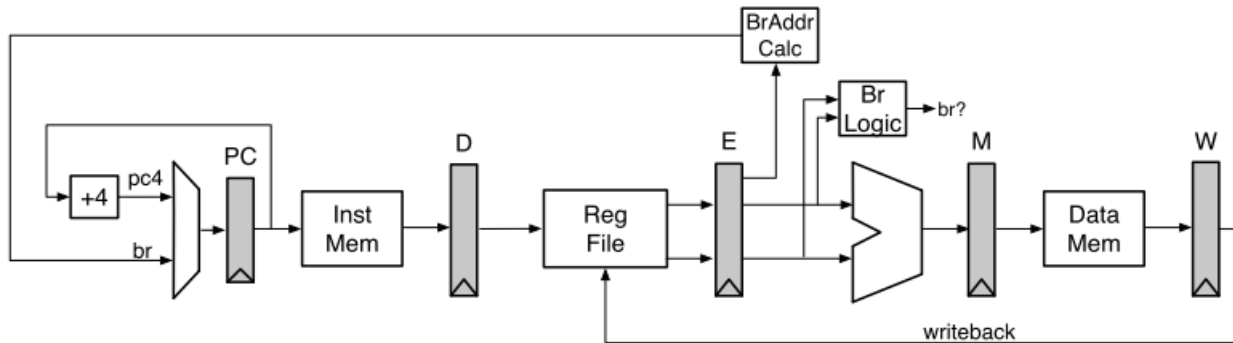 BrAddr
Calc
Br
Logic
br?
PC
D
E
M
W
pc4
+4
Inst
Mem
Reg
File
Data
Mem
br
writeback